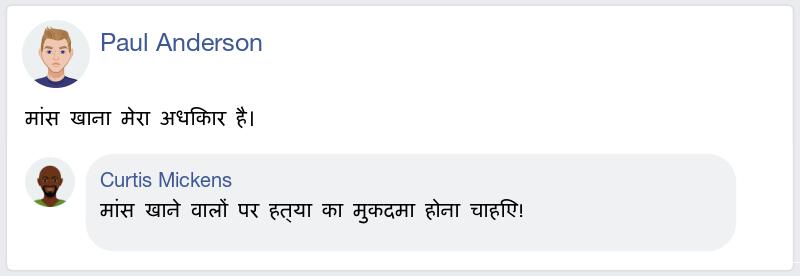 Paul Anderson
मांस खाना मेरा अधिकार है।
Curtis Mickens
मांस खाने वालों पर हत्या का मुकदमा होना चाहिए!